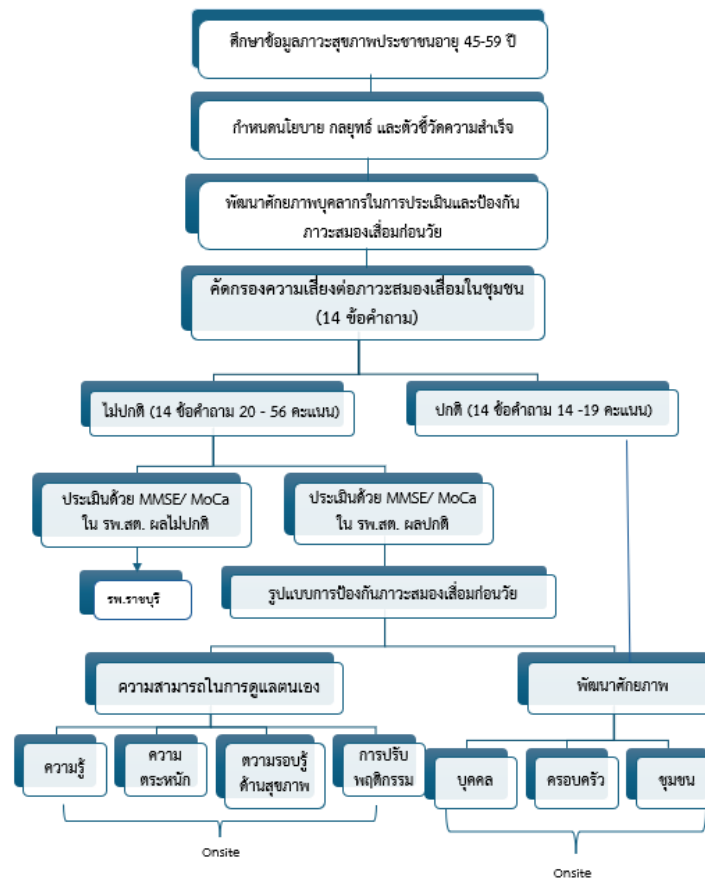 ศึกษาข้อมูลภาวะสุขภาพประชาชนอายุ 45-59 ปี
กำหนดนโยบาย กลยุทธ์ และตัวชี้วัดความสำเร็จ
พัฒนาศักยภาพบุคลากรในการประเมินและป้องกัน
ภาวะสมองเสื่อมก่อนวัย
คัดกรองความเสี่ยงต่อภาวะสมองเสื่อมในชุมชน
(14 ข้อคำถาม)
ไม่ปกติ (14 ข้อคำถาม 20 - 56 คะแนน)
ปกติ (14 ข้อคำถาม 14 -19 คะแนน)
ประเมินด้วย MMSE/ MoCa
ใน รพ.สต. ผลไม่ปกติ
ประเมินด้วย MMSE/ MoCa
ใน รพ.สต. ผลปกติ
รพ.ราชบุรี
รูปแบบการป้องกันภาวะสมองเสื่อมก่อนวัย
ความสามารถในการดูแลตนเอง
พัฒนาศักยภาพ
ความรู้
ความ
ตระหนัก
ตวามรอบรู้
ด้านสุขภาพ
การปรับ
พฤติกรรม
บุคคล
ครอบครัว
ชุมชน
Onsite
Onsite